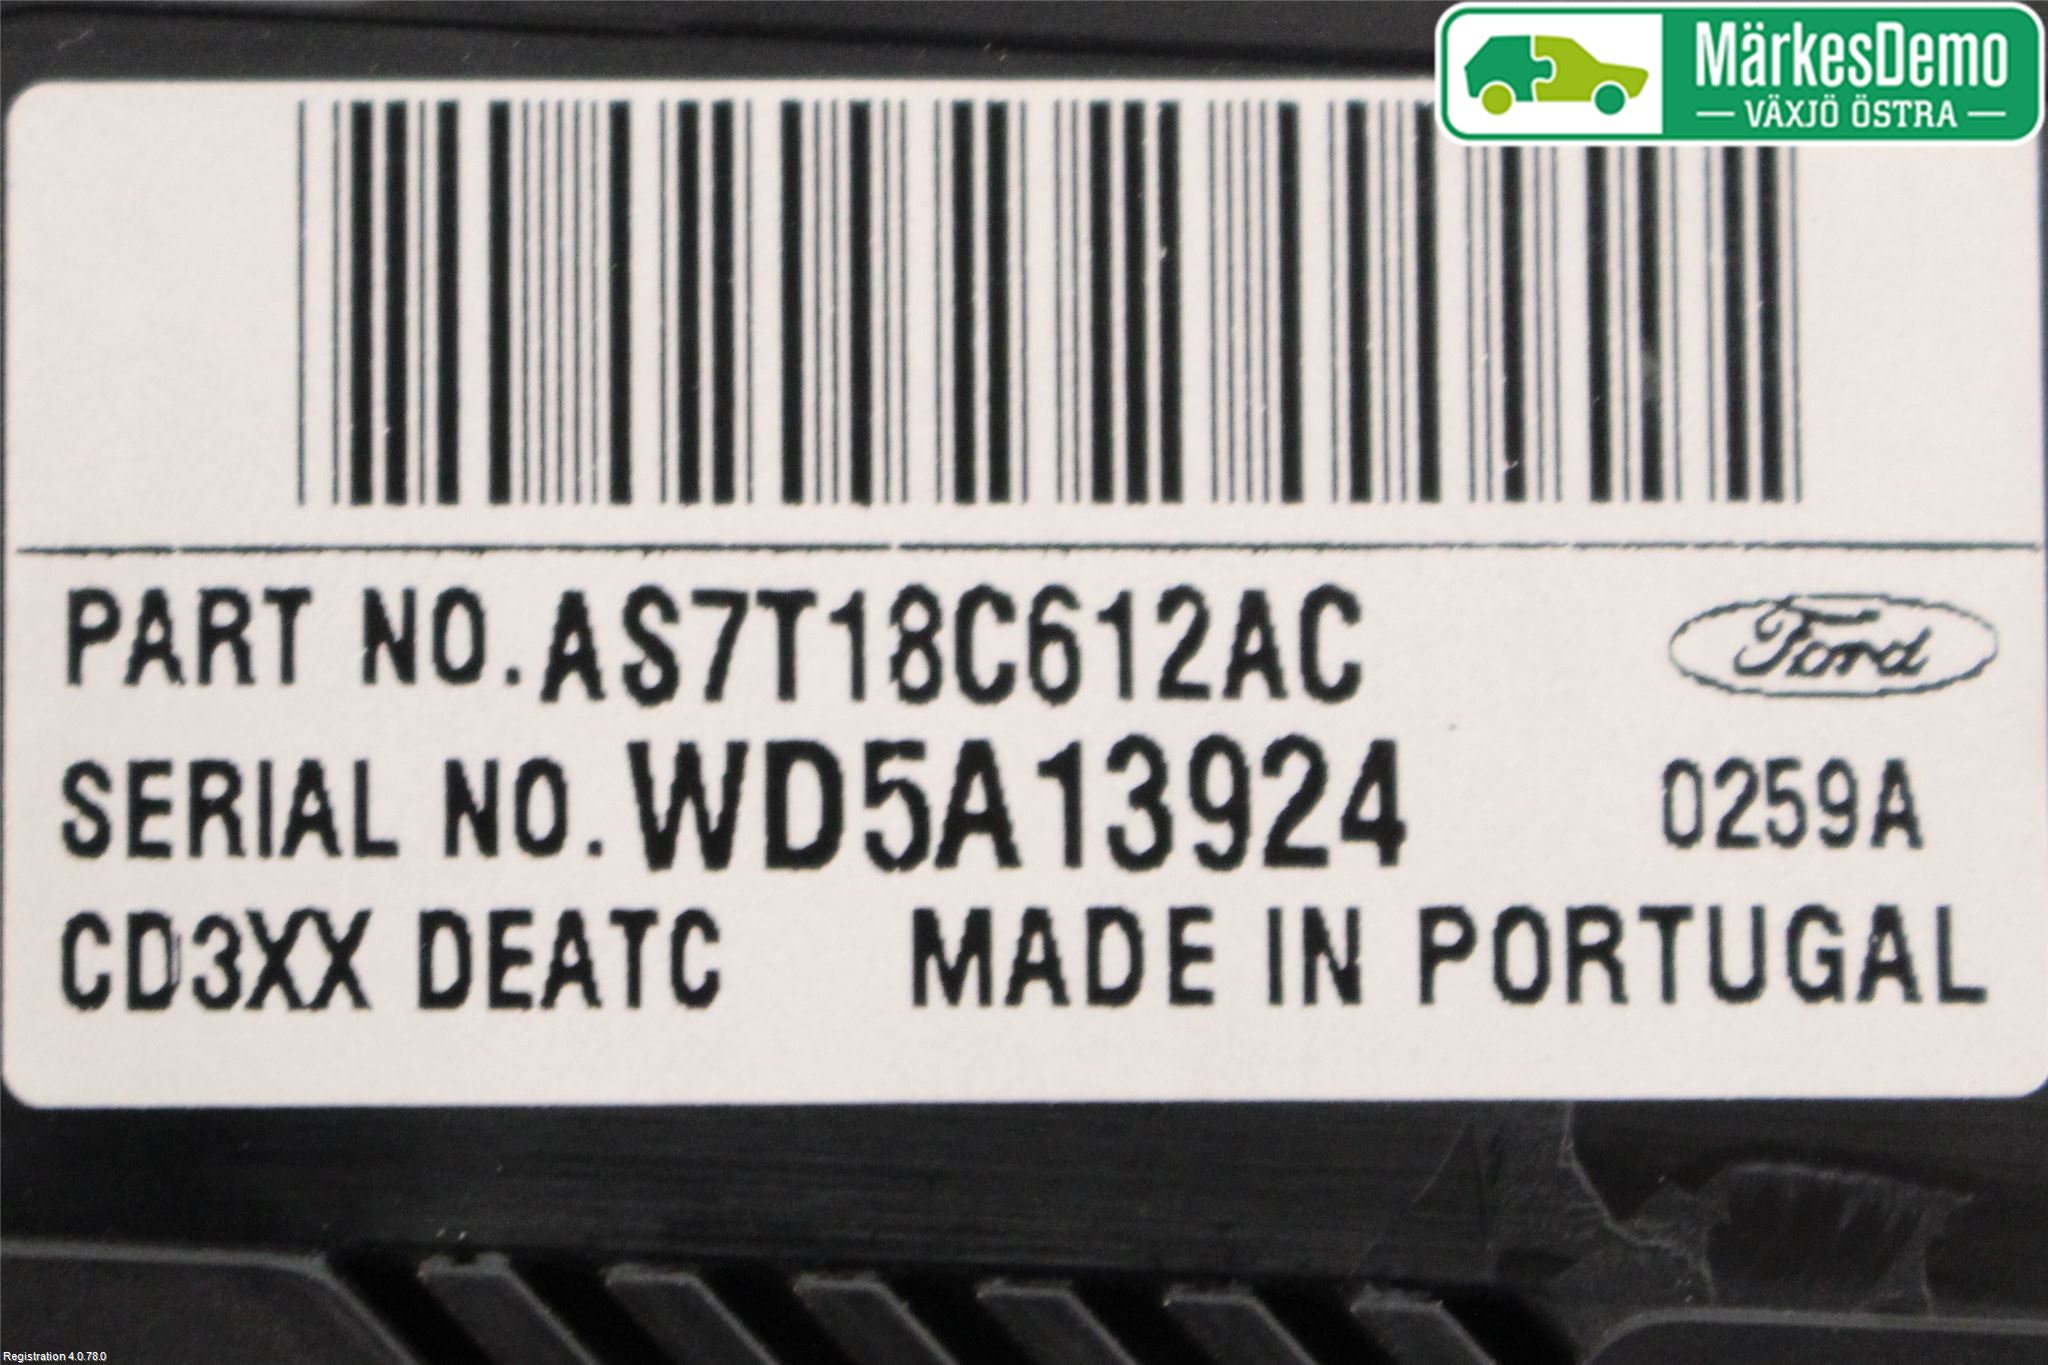 MärkesDemo
VÄXJÖ ÖSTRA
PART NO. AS7T18C612AC
Ford
SERIAL NO. WD5A13924 0259A
CD3XX DEATC MADE IN PORTUGAL
Registration 4.0.78.0